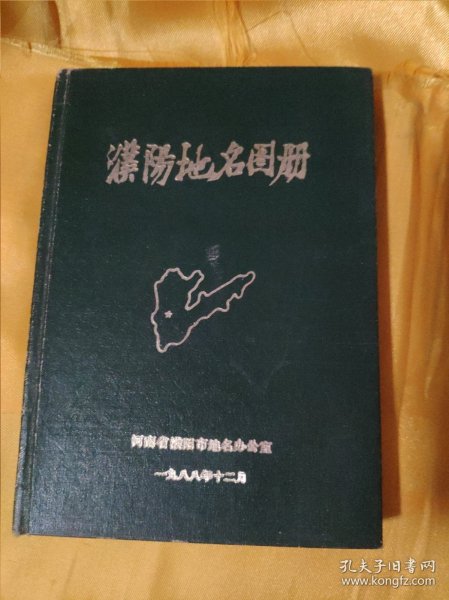 濮陽地名图册
河南省濮阳市地名办公室
一九八八年十二月
孔夫子旧书网
www.kongfz.com